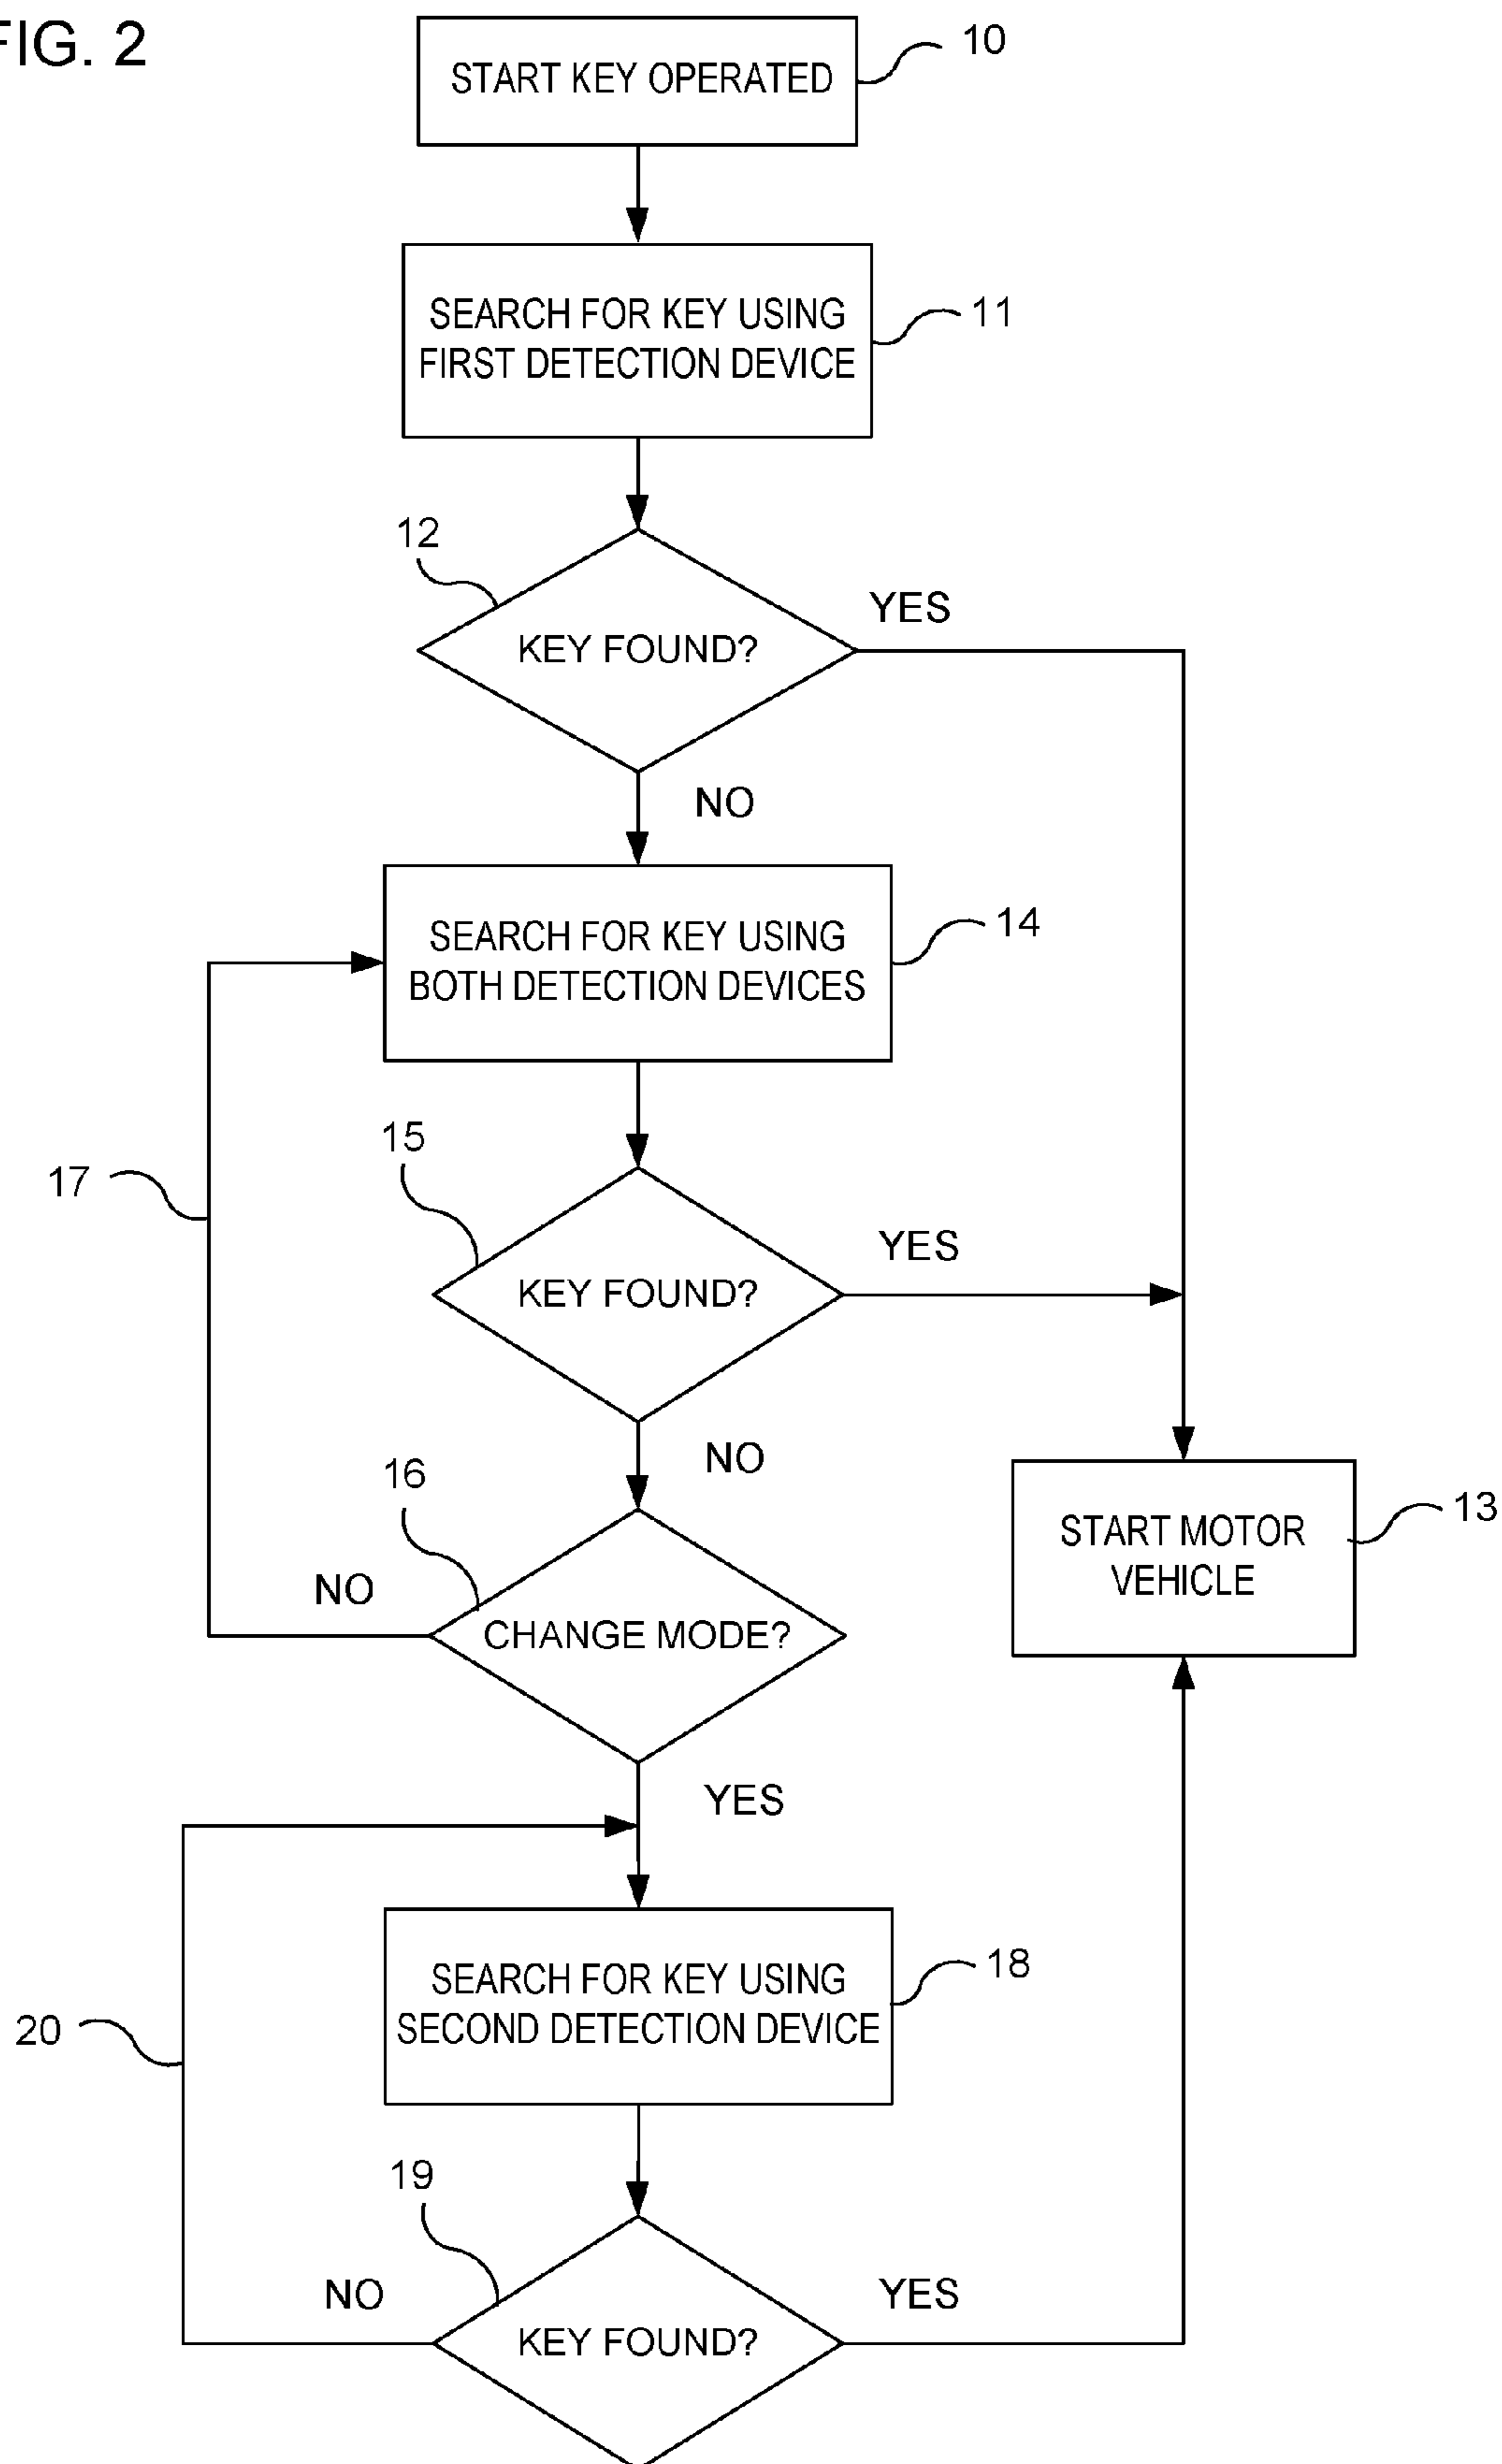 FIG. 2
START KEY OPERATED
10
SEARCH FOR KEY USING
FIRST DETECTION DEVICE
11
12
KEY FOUND?
YES
NO
SEARCH FOR KEY USING
BOTH DETECTION DEVICES
14
15
17
KEY FOUND?
YES
NO
16
START MOTOR
VEHICLE
13
NO
CHANGE MODE?
YES
SEARCH FOR KEY USING
SECOND DETECTION DEVICE
18
20
19
NO
KEY FOUND?
YES